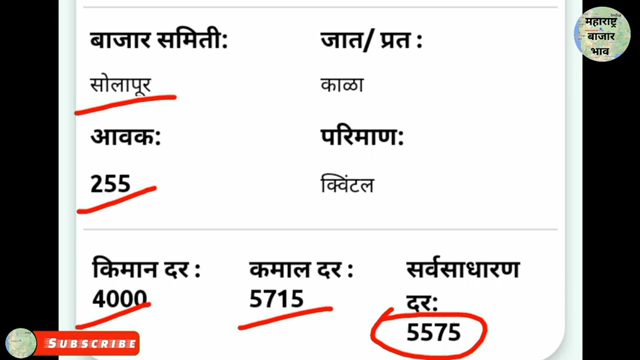 महाराष्ट्र
बाजार
भाव
बाजार समिती: जात/ प्रत :
सोलापूर काळा
आवक: परिमाण:
255 क्विंटल
किमान दर : कमाल दर : सर्वसाधारण
4000 5715 दर:
5575
SUBSCRIBE